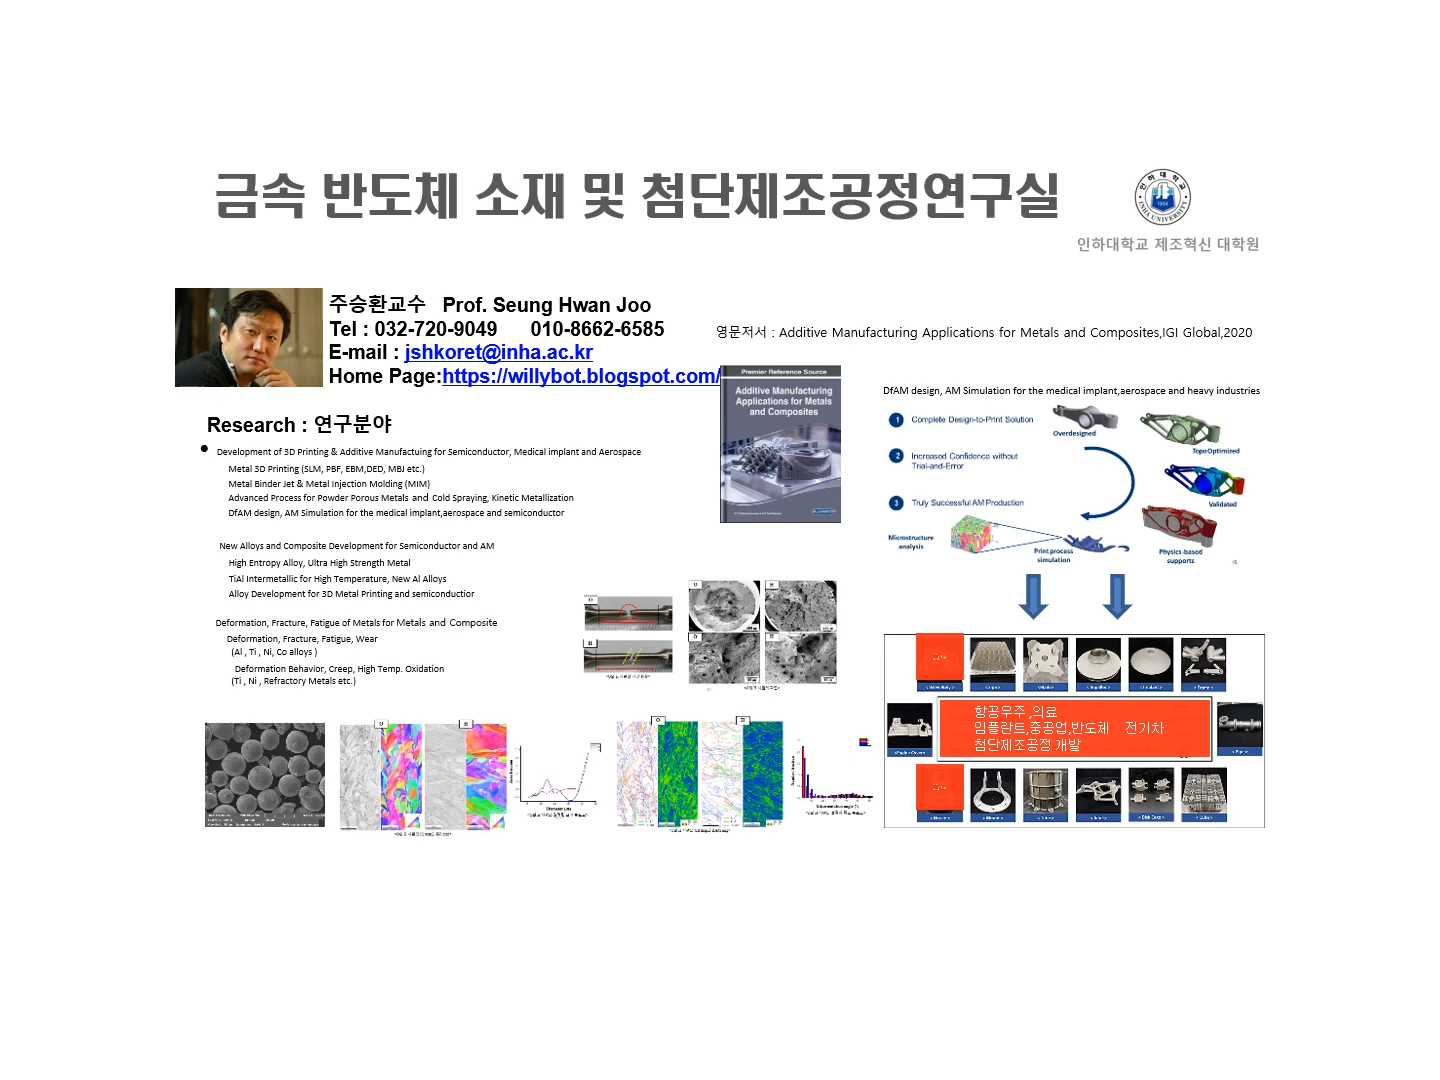 금속 반도체 소재 및 첨단제조공정연구실
인하대학교
INHA UNIVERSITY
1954
인하대학교 제조혁신 대학원
주승환교수 Prof. Seung Hwan Joo
Tel : 032-720-9049 010-8662-6585
E-mail : jshkoret@inha.ac.kr
Home Page:https://willybot.blogspot.com/
영문저서 : Additive Manufacturing Applications for Metals and Composites,IGI Global,2020
Premier Reference Source
Additive Manufacturing
Applications for Metals
and Composites
Research : 연구분야
Development of 3D Printing & Additive Manufactuing for Semiconductor, Medical implant and Aerospace
Metal 3D Printing (SLM, PBF, EBM,DED, MBJ etc.)
Metal Binder Jet & Metal Injection Molding (MIM)
Advanced Process for Powder Porous Metals and Cold Spraying, Kinetic Metallization
DfAM design, AM Simulation for the medical implant,aerospace and semiconductor
New Alloys and Composite Development for Semiconductor and AM
High Entropy Alloy, Ultra High Strength Metal
TiAl Intermetallic for High Temperature, New Al Alloys
Alloy Development for 3D Metal Printing and semiconductior
Deformation, Fracture, Fatigue of Metals for Metals and Composite
Deformation, Fracture, Fatigue, Wear
(Al , Ti , Ni, Co alloys )
Deformation Behavior, Creep, High Temp. Oxidation
(Ti , Ni , Refractory Metals etc.)
DfAM design, AM Simulation for the medical implant,aerospace and heavy industries
1 Complete Design-to-Print Solution
2 Increased Confidence without
Trial-and-Error
3 Truly Successful AM Production
Overdesigned
TopoOptimized
Validated
Microstructure
analysis
Print process
simulation
Physics-based
supports
항공우주,의료
임플란트,중공업,반도체 전기차
첨단제조공정 개발